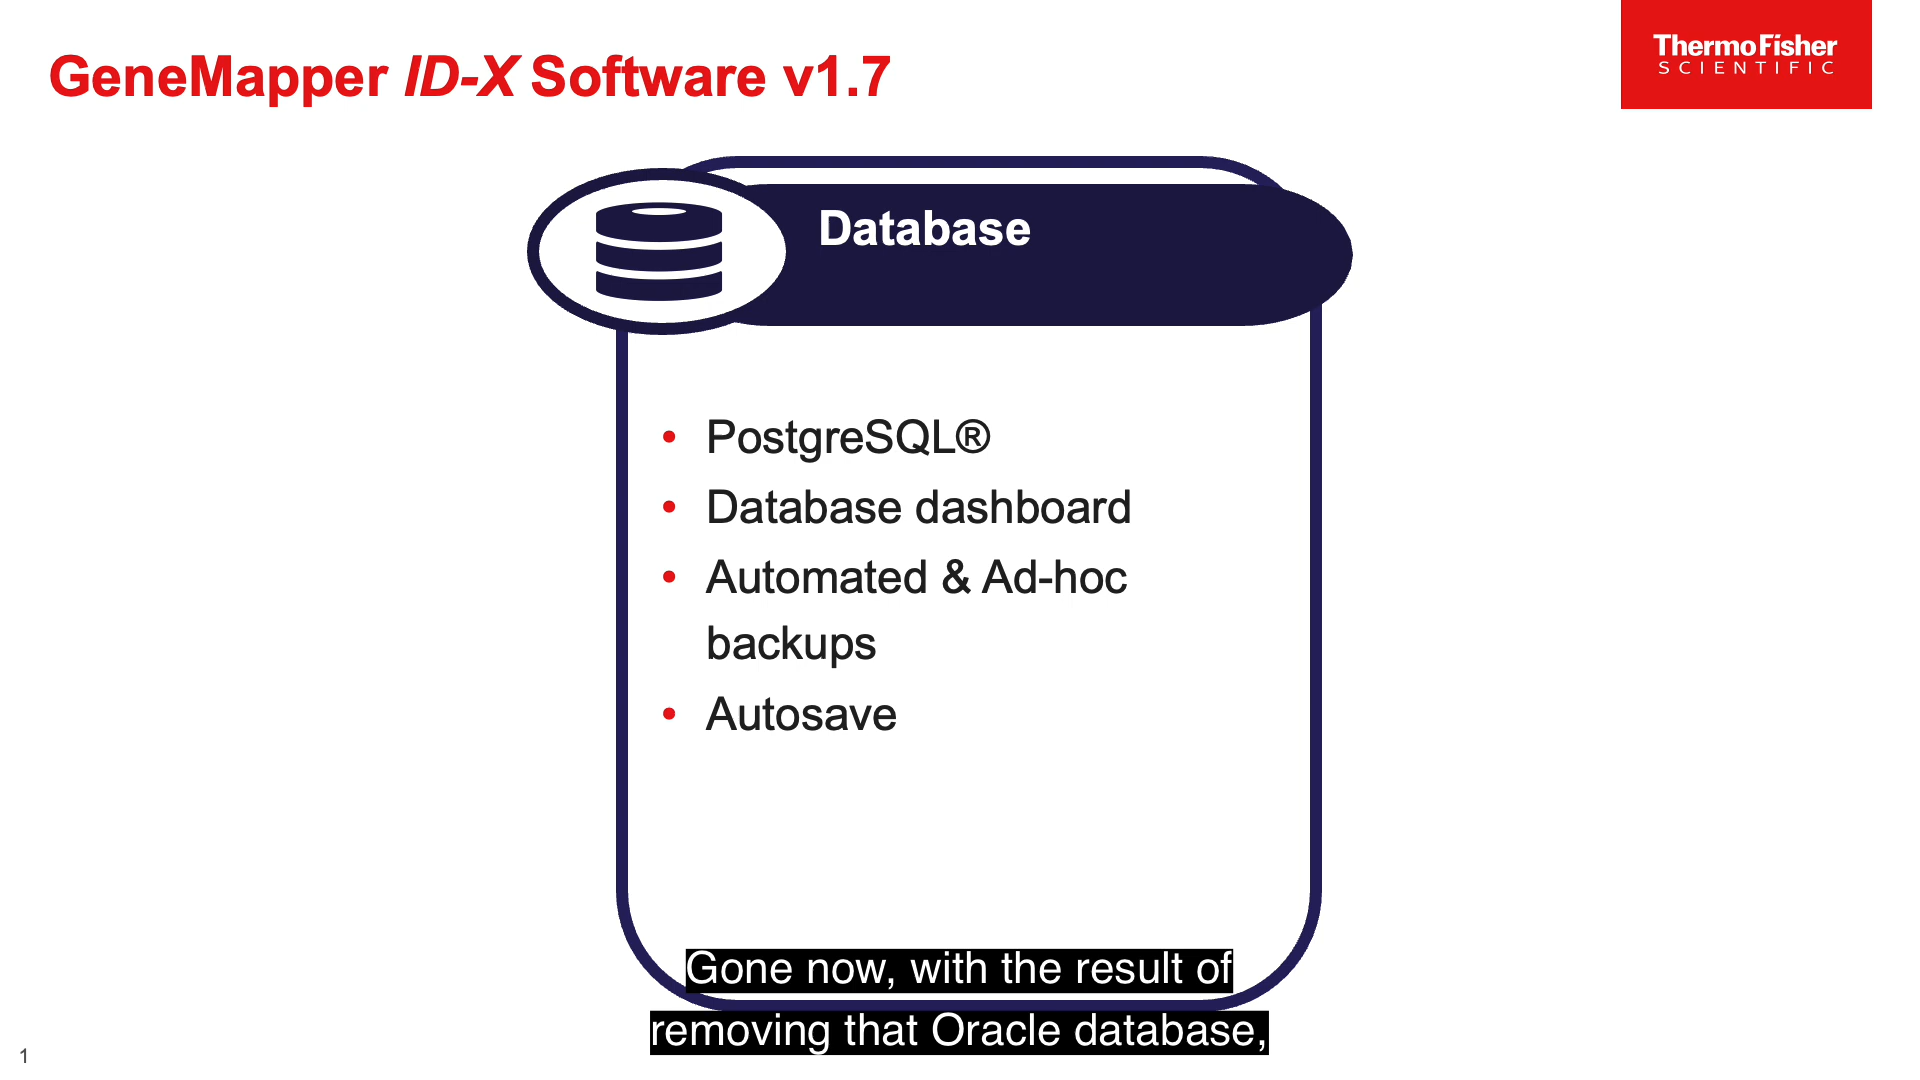 GeneMapper ID-X Software v1.7
ThermoFisher
SCIENTIFIC
Database
• PostgreSQL®
• Database dashboard
• Automated & Ad-hoc
backups
• Autosave
Gone now, with the result of
removing that Oracle database,
1